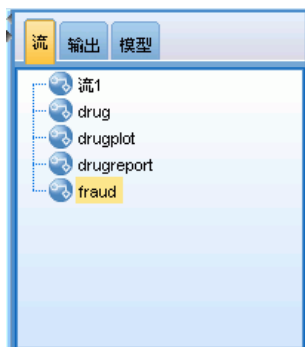 流 输出 模型
流1
drug
drugplot
drugreport
fraud